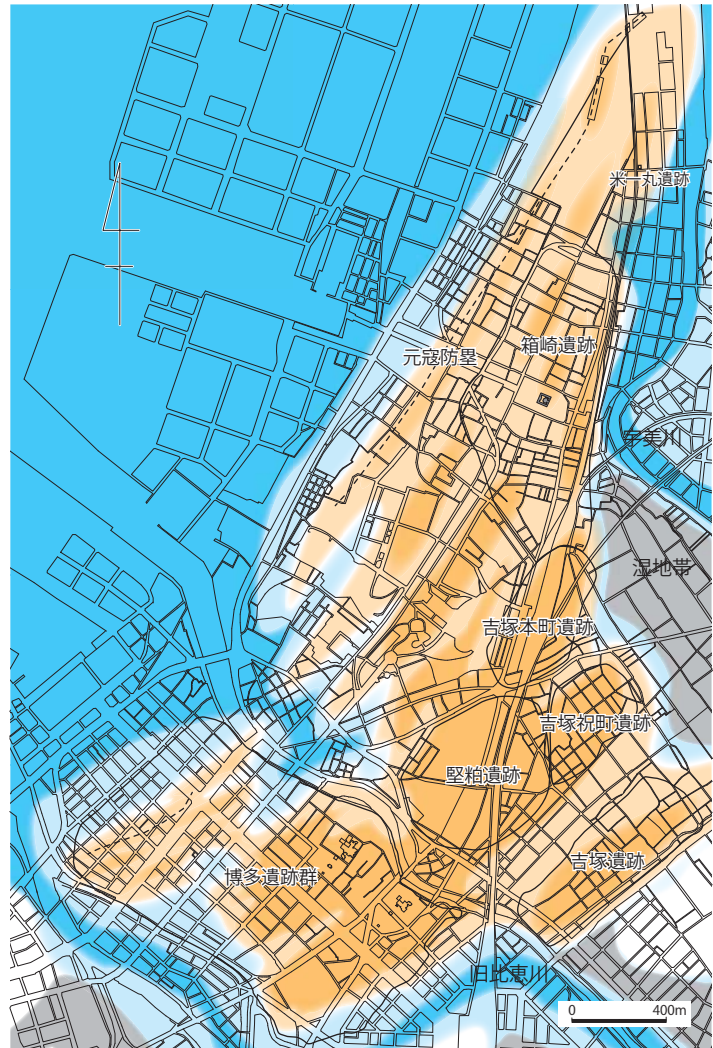 米一丸遺跡
元寇防塁
箱崎遺跡
宇美川
湿地帯
吉塚本町遺跡
吉塚祝町遺跡
堅粕遺跡
吉塚遺跡
博多遺跡群
旧比恵川
0 400m